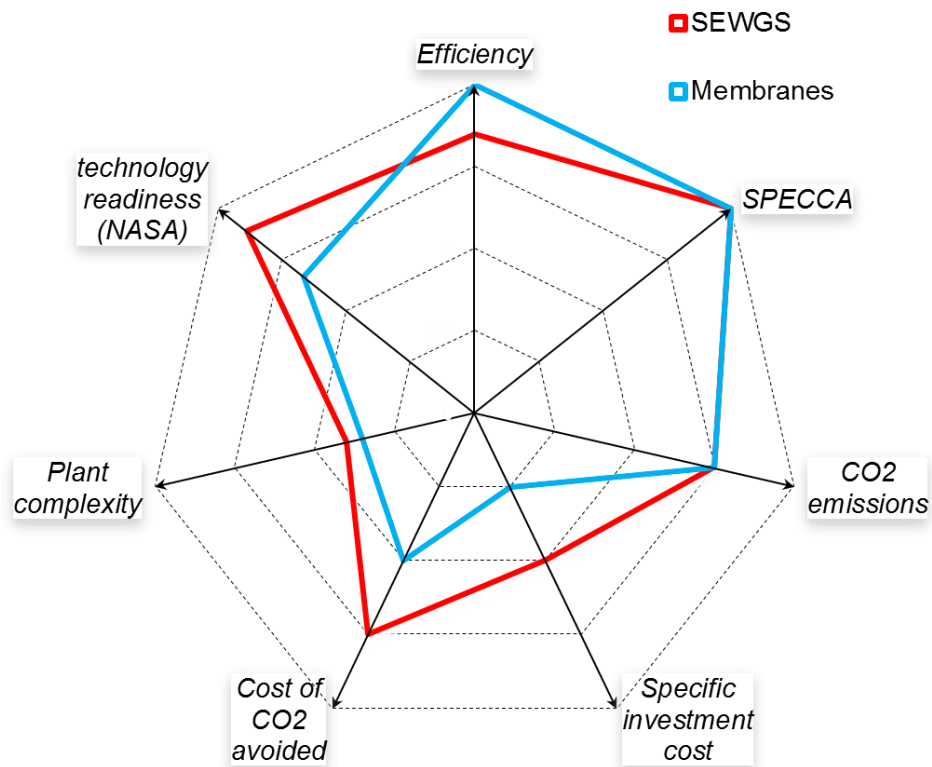 SEWGS
Efficiency
Membranes
technology
readiness
(NASA)
SPECCA
Plant
complexity
CO2
emissions
Cost of
CO2
avoided
Specific
investment
cost